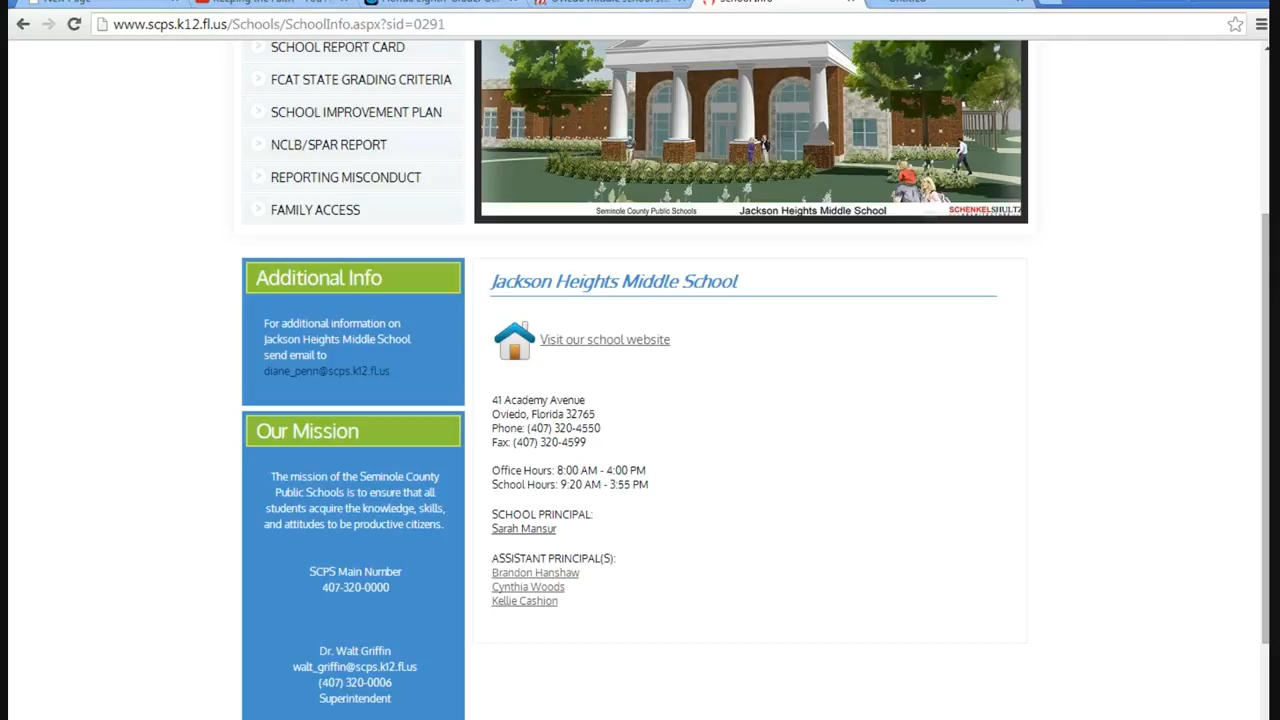 www.scps.k12.fl.us/Schools/SchoolInfo.aspx?sid=0291
SCHOOL REPORT CARD
FCAT STATE GRADING CRITERIA
SCHOOL IMPROVEMENT PLAN
NCLB/SPAR REPORT
REPORTING MISCONDUCT
FAMILY ACCESS
Seminole County Public Schools
Jackson Heights Middle School
SCHENKELSHULTZ
Additional Info
For additional information on
Jackson Heights Middle School
send email to
diane_penn@scps.k12.fl.us
Our Mission
The mission of the Seminole County
Public Schools is to ensure that all
students acquire the knowledge, skills,
and attitudes to be productive citizens.
SCPS Main Number
407-320-0000
Dr. Walt Griffin
walt_griffin@scps.k12.fl.us
(407) 320-0006
Superintendent
Jackson Heights Middle School
Visit our school website
41 Academy Avenue
Oviedo, Florida 32765
Phone: (407) 320-4550
Fax: (407) 320-4599
Office Hours: 8:00 AM - 4:00 PM
School Hours: 9:20 AM - 3:55 PM
SCHOOL PRINCIPAL:
Sarah Mansur
ASSISTANT PRINCIPAL(S):
Brandon Hanshaw
Cynthia Woods
Kellie Cashion